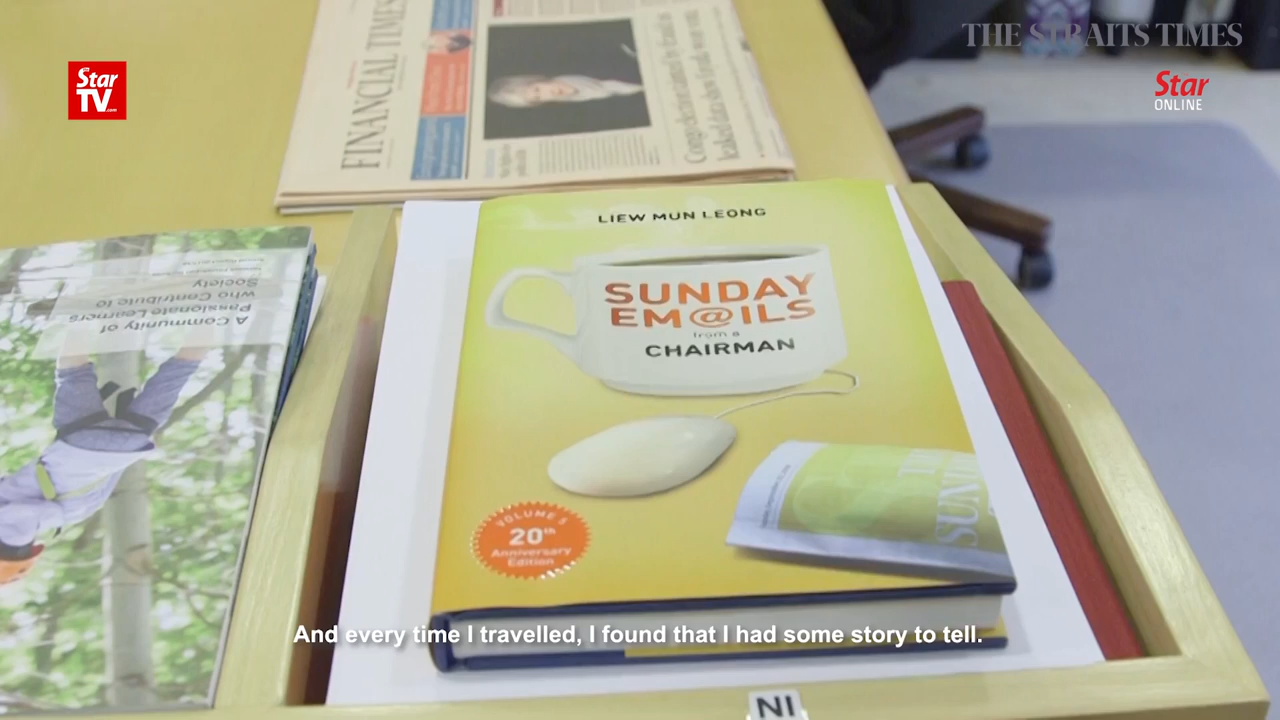 THE STRAITS TIMES
Star
TV.com
Star
ONLINE
FINANCIAL TIMES
LIEW MUN LEONG
SUNDAY
EM@ILS
from a
CHAIRMAN
A Community of
Passionate Learners
who Contribute to
Society
VOLUME 3
20th
Anniversary
Edition
And every time I travelled, I found that I had some story to tell.
NI